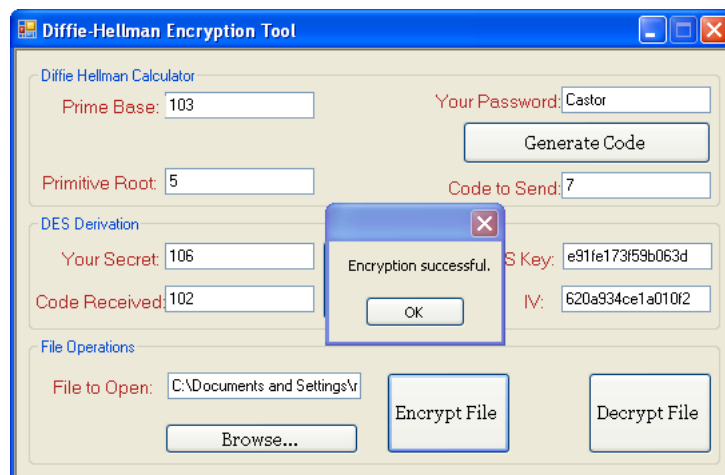 Diffie-Hellman Encryption Tool
Diffie Hellman Calculator
Prime Base: 103
Your Password: Castor
Generate Code
Primitive Root: 5
Code to Send: 7
DES Derivation
Your Secret: 106
S Key: e91fe173f59b063d
Code Received: 102
IV: 620a934ce1a010f2
Encryption successful.
OK
File Operations
File to Open: C:\Documents and Settings\r
Browse...
Encrypt File
Decrypt File